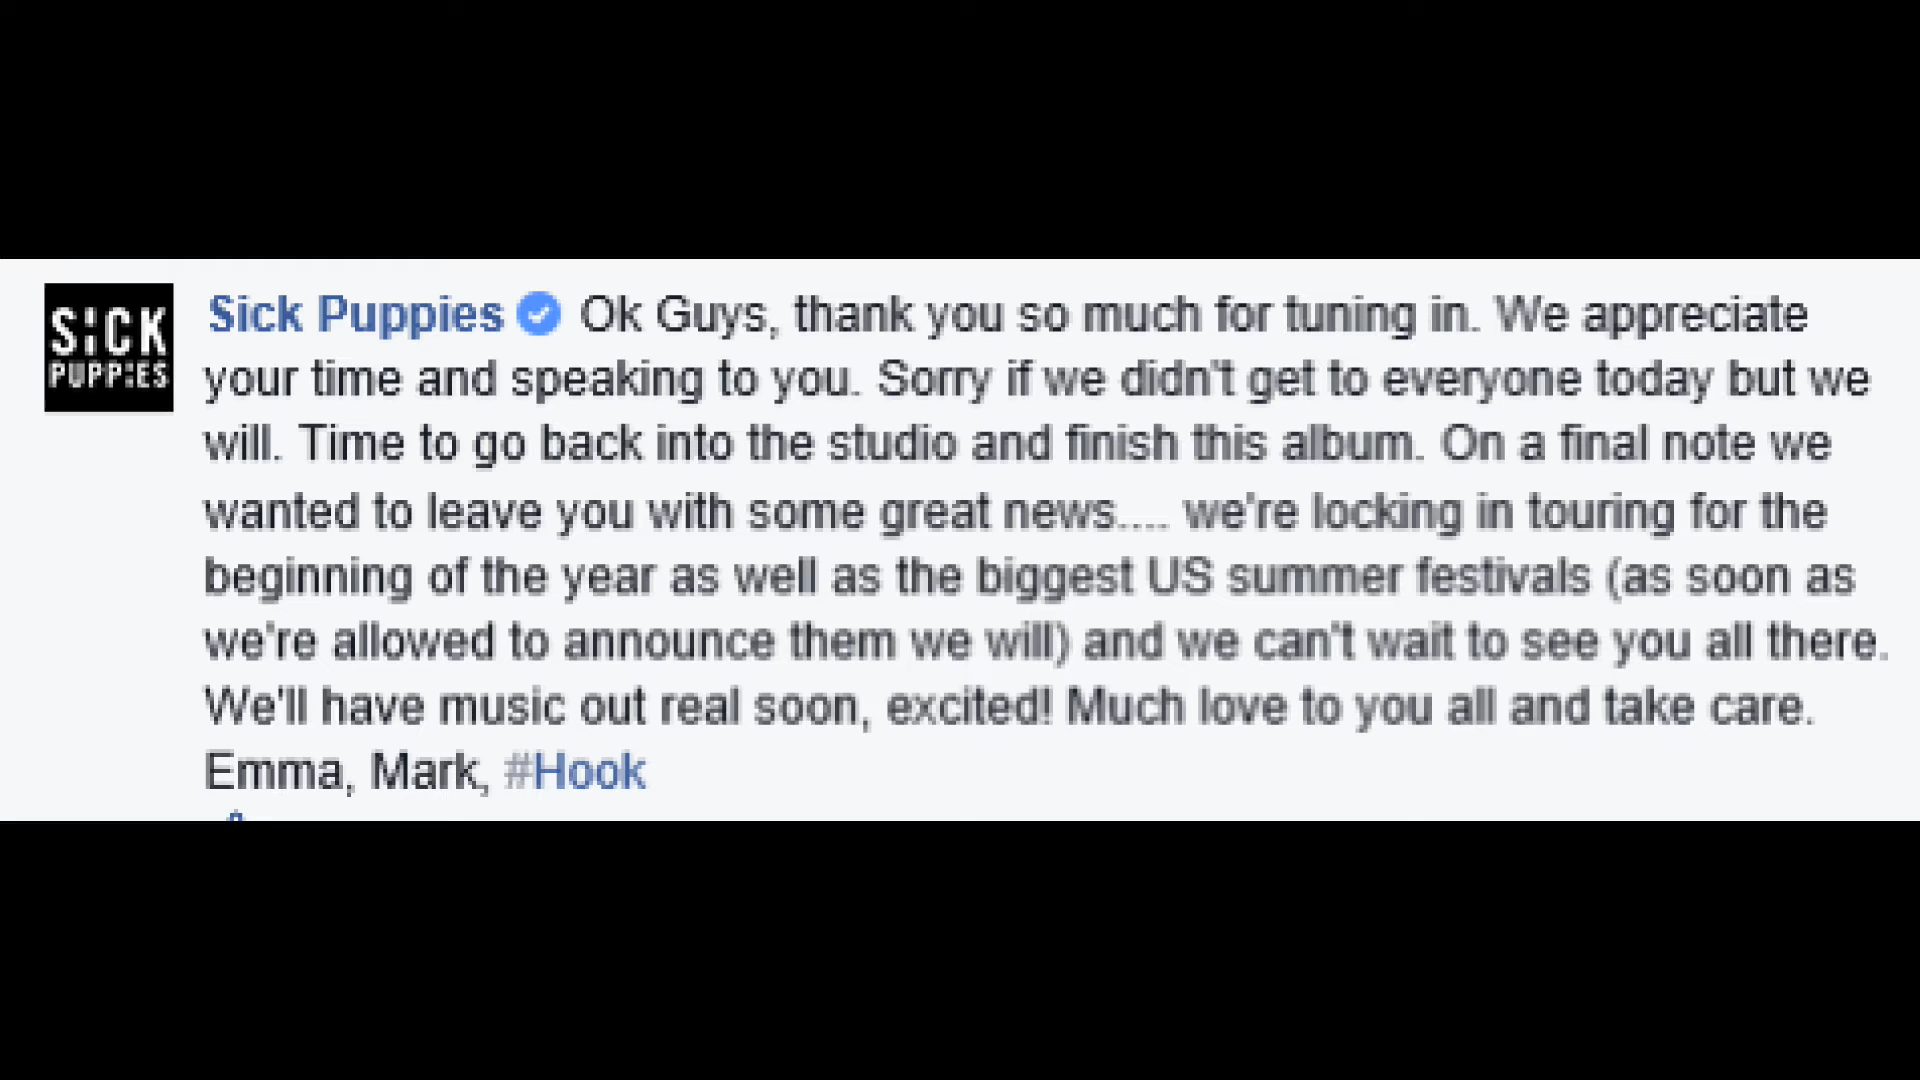 SICK
PUPPIES
Sick Puppies Ok Guys, thank you so much for tuning in. We appreciate
your time and speaking to you. Sorry if we didn't get to everyone today but we
will. Time to go back into the studio and finish this album. On a final note we
wanted to leave you with some great news.... we're locking in touring for the
beginning of the year as well as the biggest US summer festivals (as soon as
we're allowed to announce them we will) and we can't wait to see you all there.
We'll have music out real soon, excited! Much love to you all and take care.
Emma, Mark, #Hook